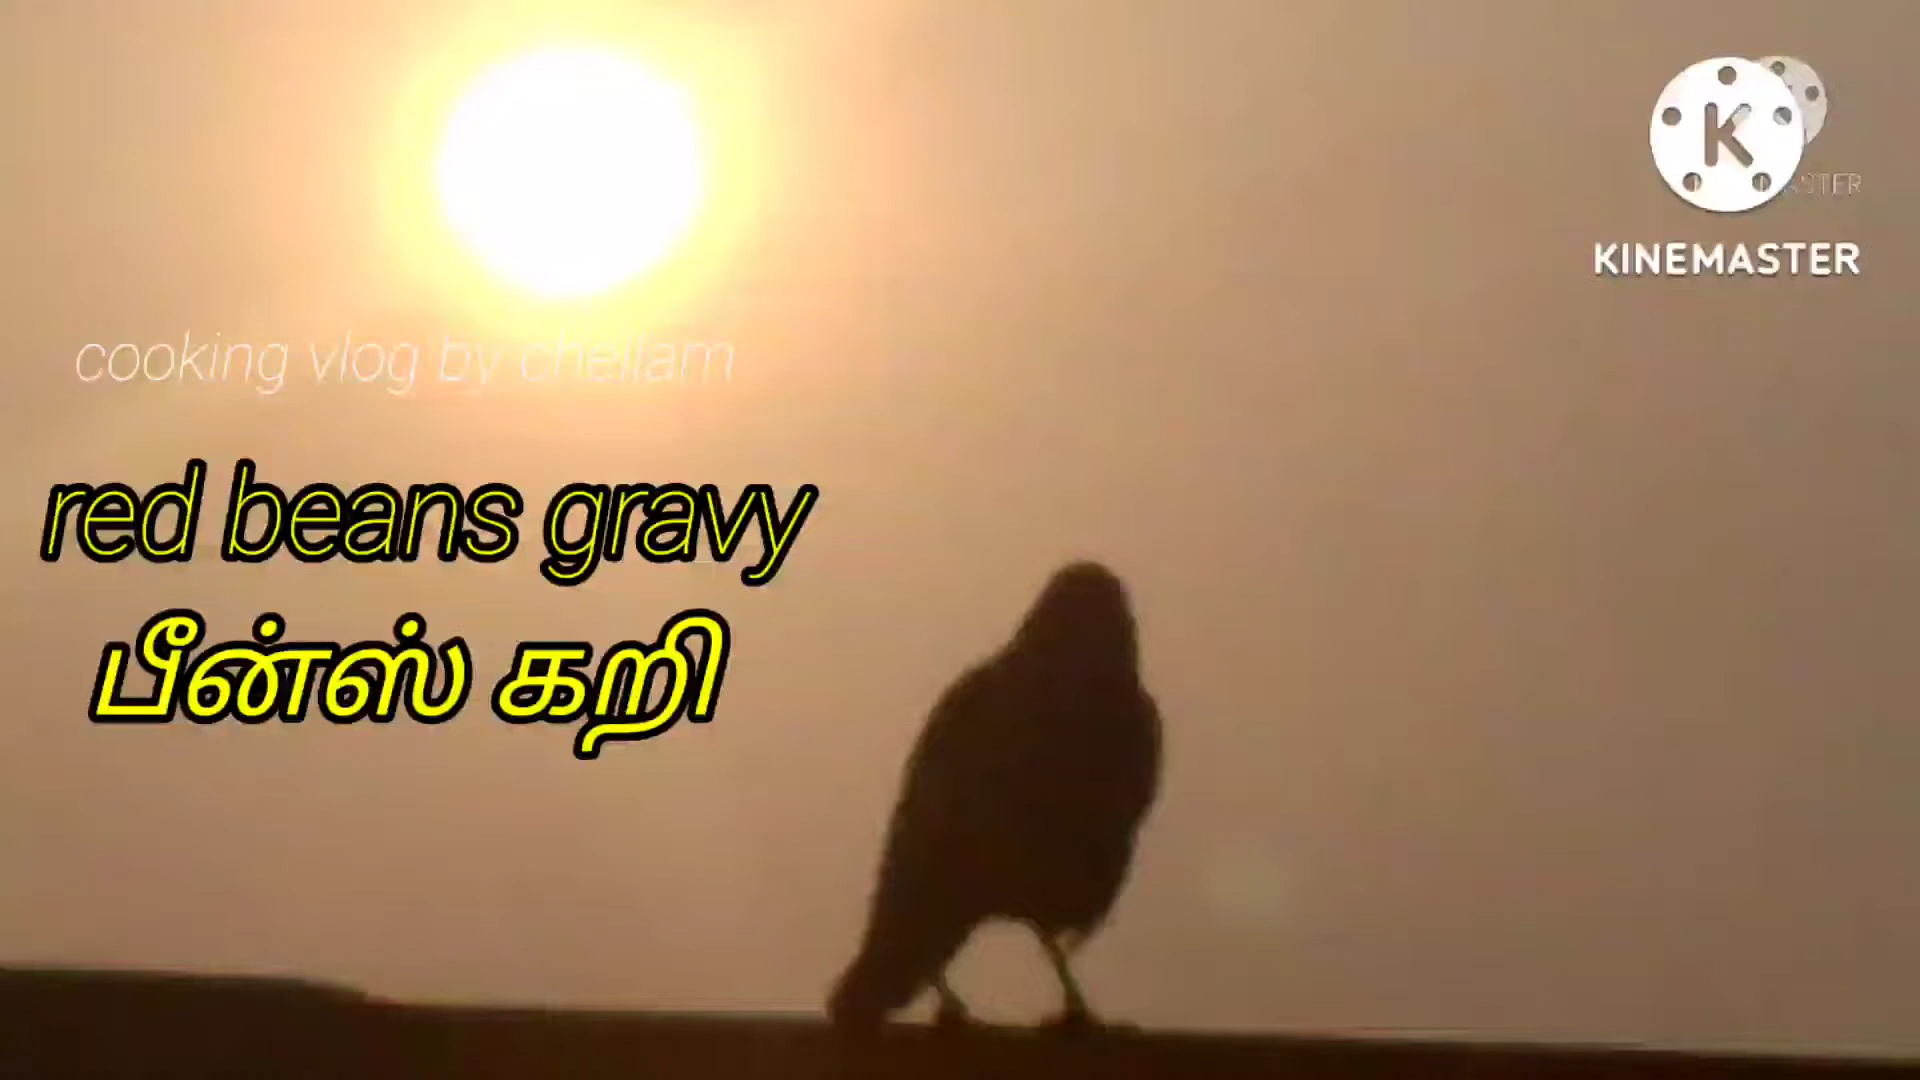 KINEMASTER
cooking vlog by chellam
red beans gravy
பீன்ஸ் கறி